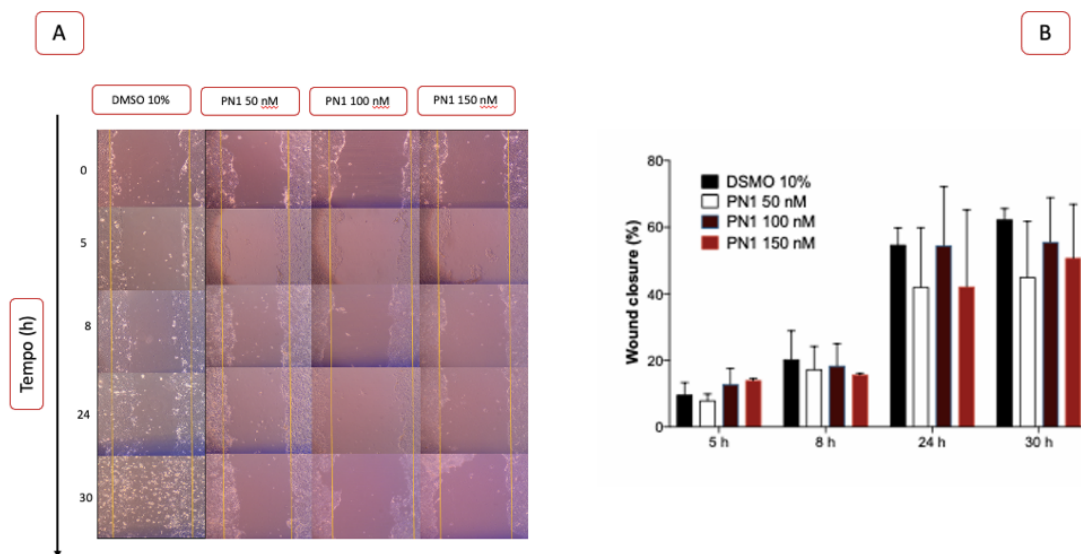 A
B
DMSO 10%
PN1 50 nM
PN1 100 nM
PN1 150 nM
Tempo (h)
0
5
8
24
30
Wound closure (%)
80
60
40
20
0
DSMO 10%
PN1 50 nM
PN1 100 nM
PN1 150 nM
5 h
8 h
24 h
30 h